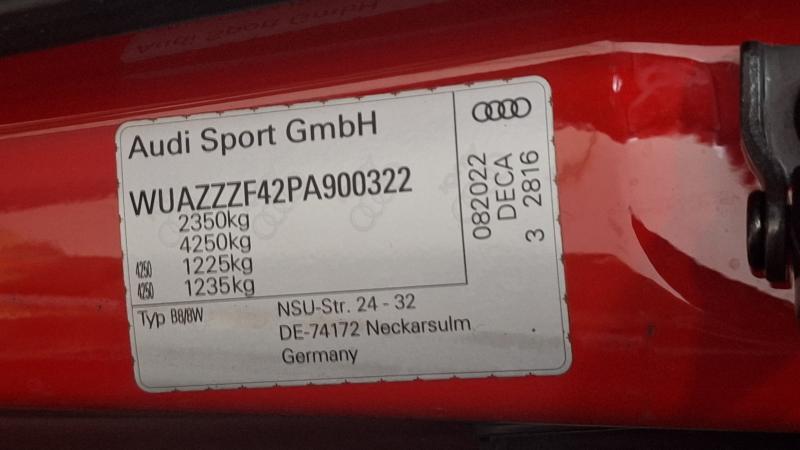 Audi Sport GmbH
WUAZZZF42PA900322
2350kg
4250kg
4250 1225kg
4250 1235kg
Typ B8/8W
NSU-Str. 24 - 32
DE-74172 Neckarsulm
Germany
082022
DECA
3 2816